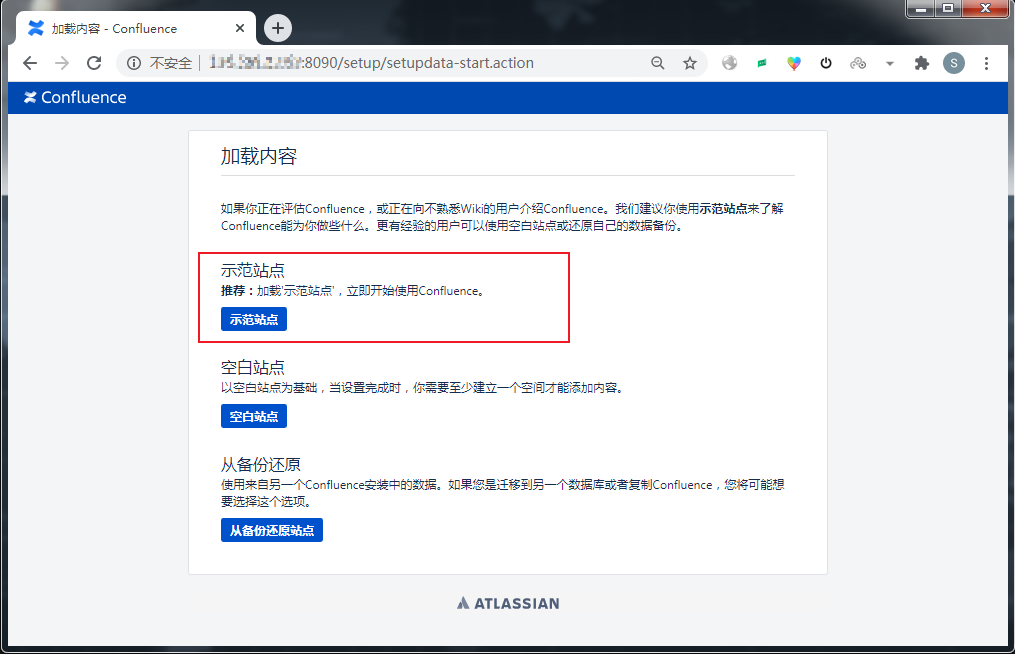 加载内容 - Confluence
不安全
:8090/setup/setupdata-start.action
S
Confluence
加载内容
如果你正在评估Confluence，或正在向不熟悉Wiki的用户介绍Confluence。我们建议你使用示范站点来了解
Confluence能为你做些什么。更有经验的用户可以使用空白站点或还原自己的数据备份。
示范站点
推荐：加载'示范站点'，立即开始使用Confluence。
示范站点
空白站点
以空白站点为基础，当设置完成时，你需要至少建立一个空间才能添加内容。
空白站点
从备份还原
使用来自另一个Confluence安装中的数据。如果您是迁移到另一个数据库或者复制Confluence，您将可能想
要选择这个选项。
从备份还原站点
ATLASSIAN